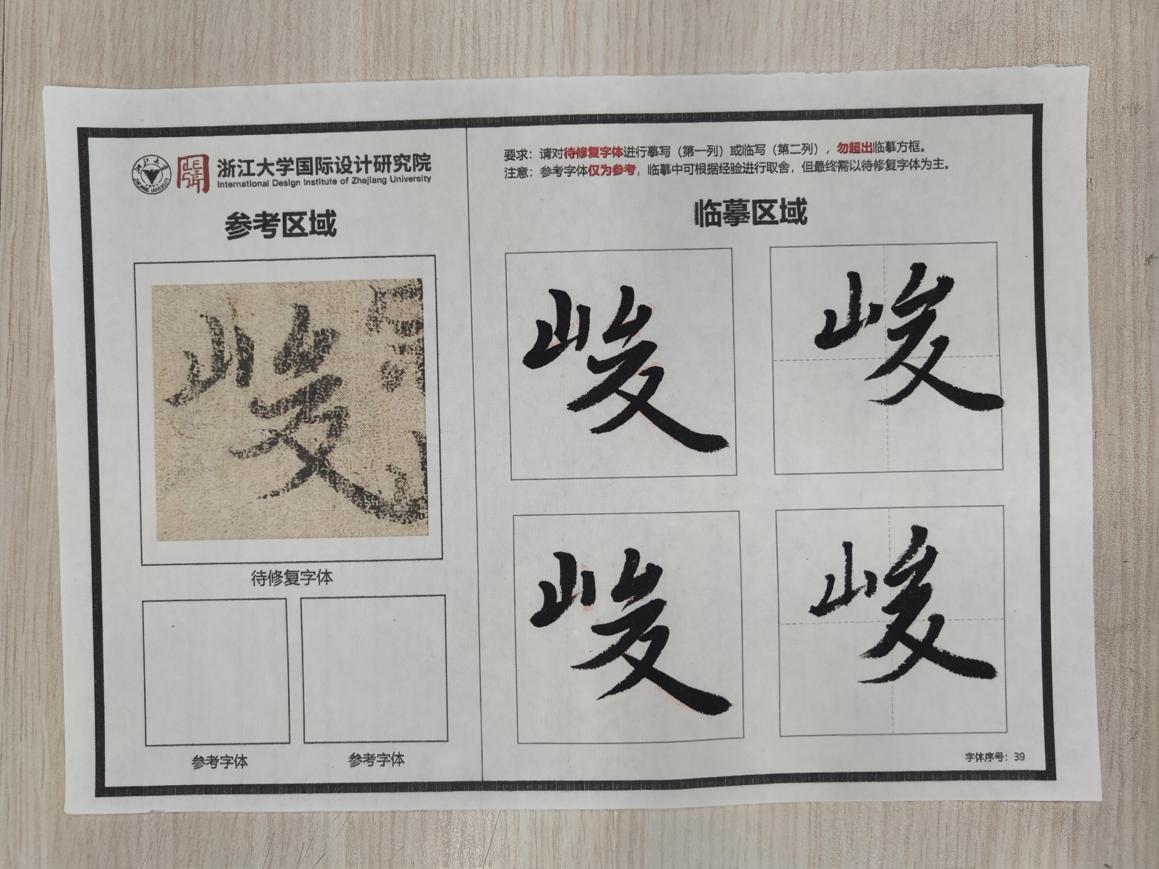 浙江大学国际设计研究院
International Design Institute of Zhejiang University
参考区域
峻
待修复字体
参考字体
参考字体
要求：请对待修复字体进行摹写（第一列）或临写（第二列），勿超出临摹方框。
注意：参考字体仅为参考，临摹中可根据经验进行取舍，但最终需以待修复字体为主。
临摹区域
峻 峻
峻 峻
字体序号：39